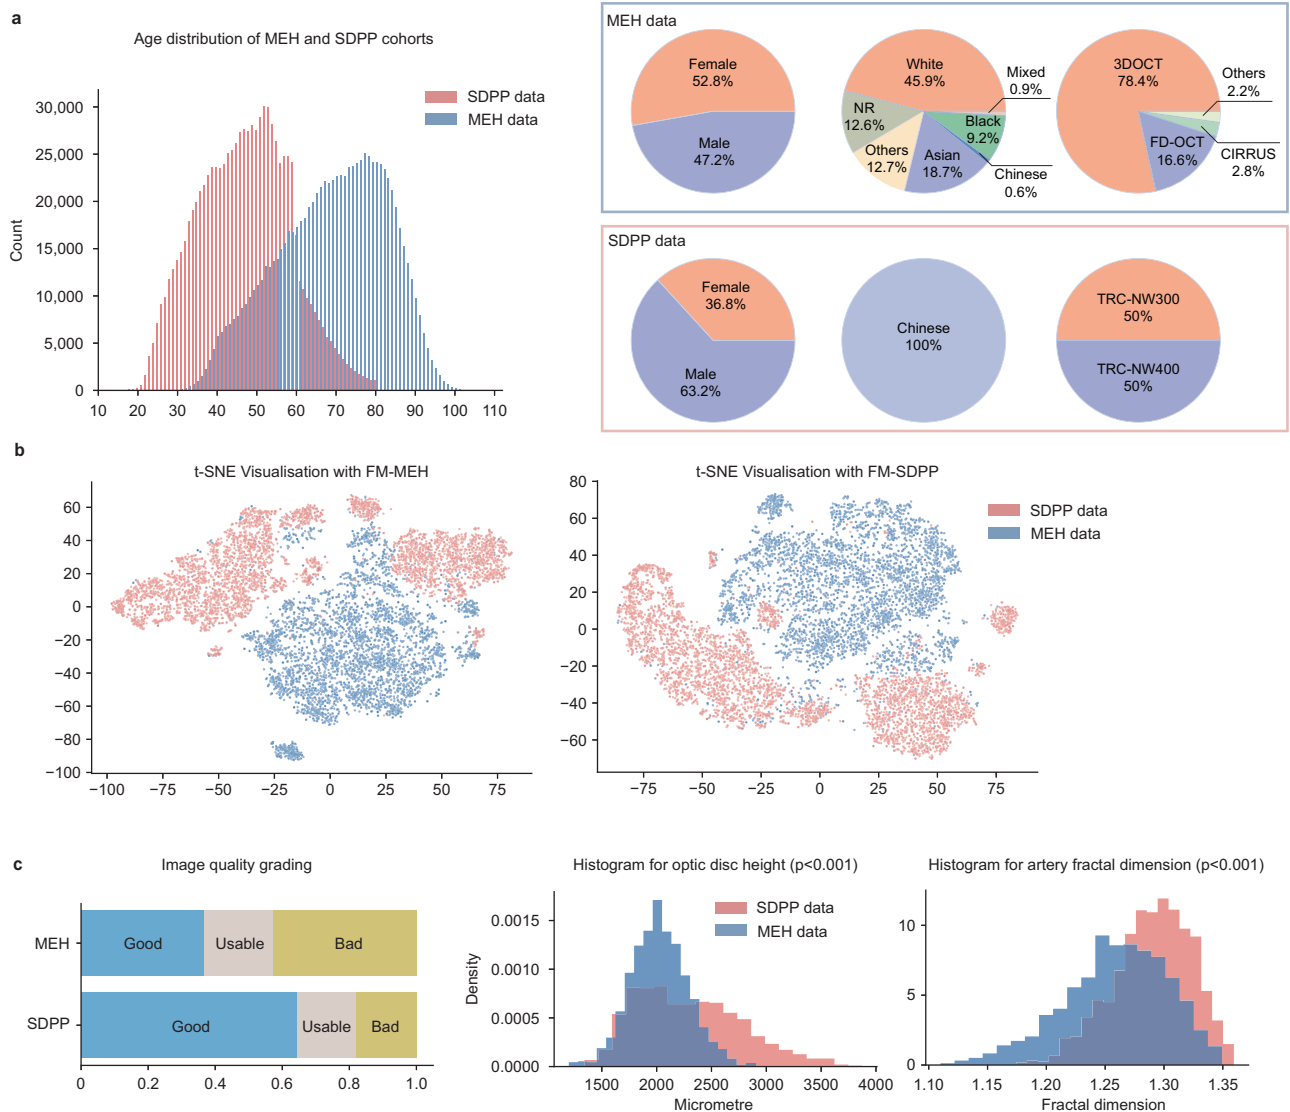 a
Age distribution of MEH and SDPP cohorts
SDPP data
MEH data
Count
30,000
25,000
20,000
15,000
10,000
5,000
0
10 20 30 40 50 60 70 80 90 100 110
MEH data
Female
52.8%
Male
47.2%
White
45.9%
Mixed
0.9%
NR
12.6%
Black
9.2%
Others
12.7%
Asian
18.7%
Chinese
0.6%
3DOCT
78.4%
Others
2.2%
FD-OCT
16.6%
CIRRUS
2.8%
SDPP data
Female
36.8%
Male
63.2%
Chinese
100%
TRC-NW300
50%
TRC-NW400
50%
b
t-SNE Visualisation with FM-MEH
60
40
20
0
−20
−40
−60
−80
−100
−100 −75 −50 −25 0 25 50 75
t-SNE Visualisation with FM-SDPP
SDPP data
MEH data
80
60
40
20
0
−20
−40
−60
−75 −50 −25 0 25 50 75
c
Image quality grading
MEH
Good Usable Bad
SDPP
Good Usable Bad
0 0.2 0.4 0.6 0.8 1.0
Histogram for optic disc height (p<0.001)
SDPP data
MEH data
Density
0.0015
0.0010
0.0005
0.0000
1500 2000 2500 3000 3500 4000
Micrometre
Histogram for artery fractal dimension (p<0.001)
10
5
0
1.10 1.15 1.20 1.25 1.30 1.35
Fractal dimension